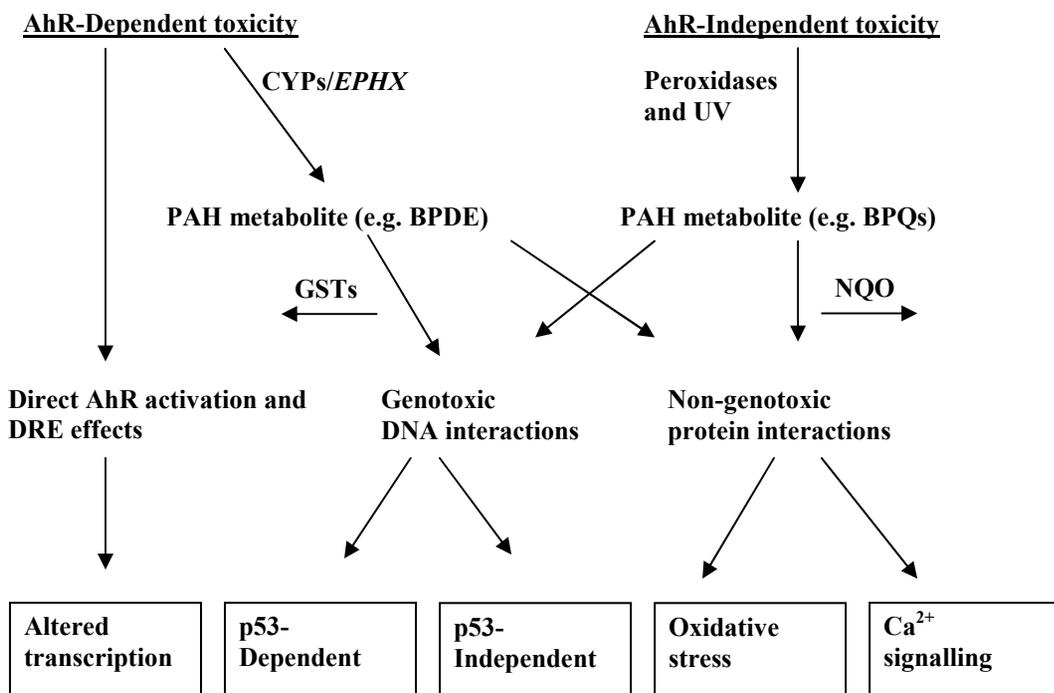 AhR-Dependent toxicity
AhR-Independent toxicity
CYPs/EPHX
Peroxidases
and UV
PAH metabolite (e.g. BPDE)
PAH metabolite (e.g. BPQs)
GSTs
NQO
Direct AhR activation and
DRE effects
Genotoxic
DNA interactions
Non-genotoxic
protein interactions
Altered
transcription
p53-
Dependent
p53-
Independent
Oxidative
stress
Ca²⁺
signalling